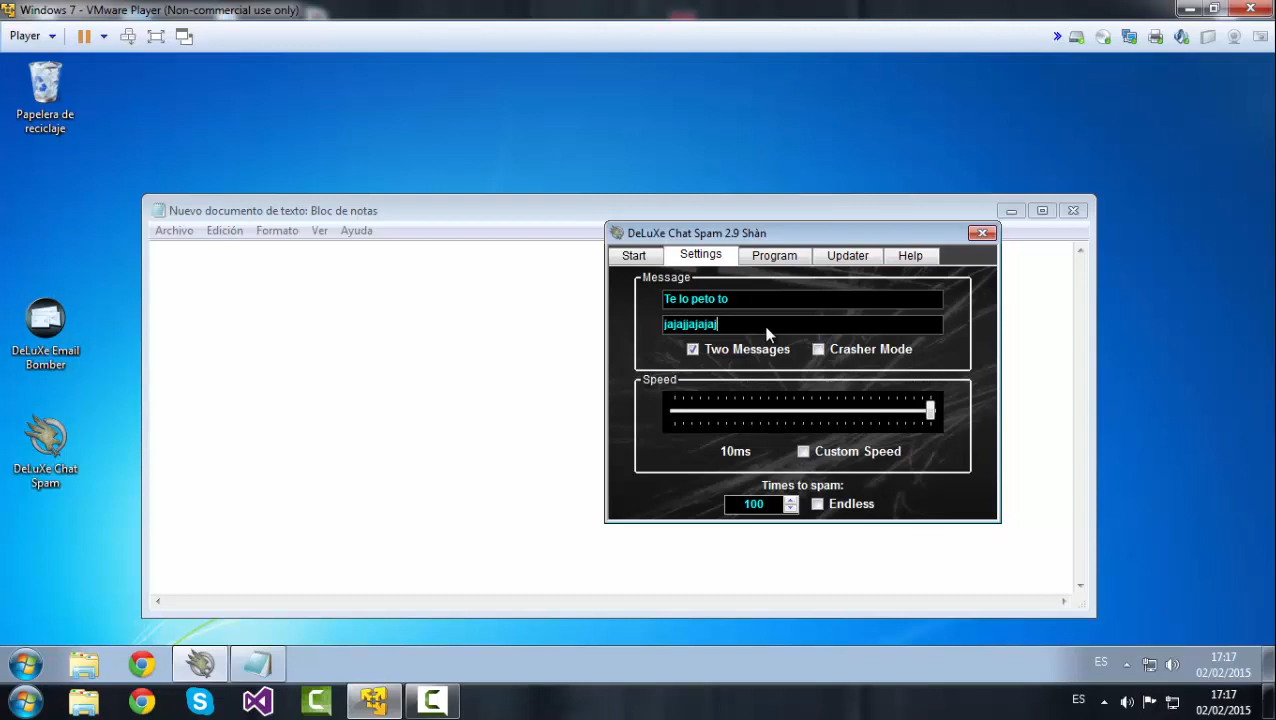 Windows 7 - VMware Player (Non-commercial use only)
Player
Papelera de
reciclaje
Nuevo documento de texto: Bloc de notas
Archivo Edición Formato Ver Ayuda
DeLuXe Chat Spam 2.9 Shàn
Start Settings Program Updater Help
Message
Te lo peto to
jajajjajajaj
Two Messages Crasher Mode
Speed
10ms Custom Speed
Times to spam:
100 Endless
DeLuXe Email
Bomber
DeLuXe Chat
Spam
ES 17:17
02/02/2015
ES 17:17
02/02/2015